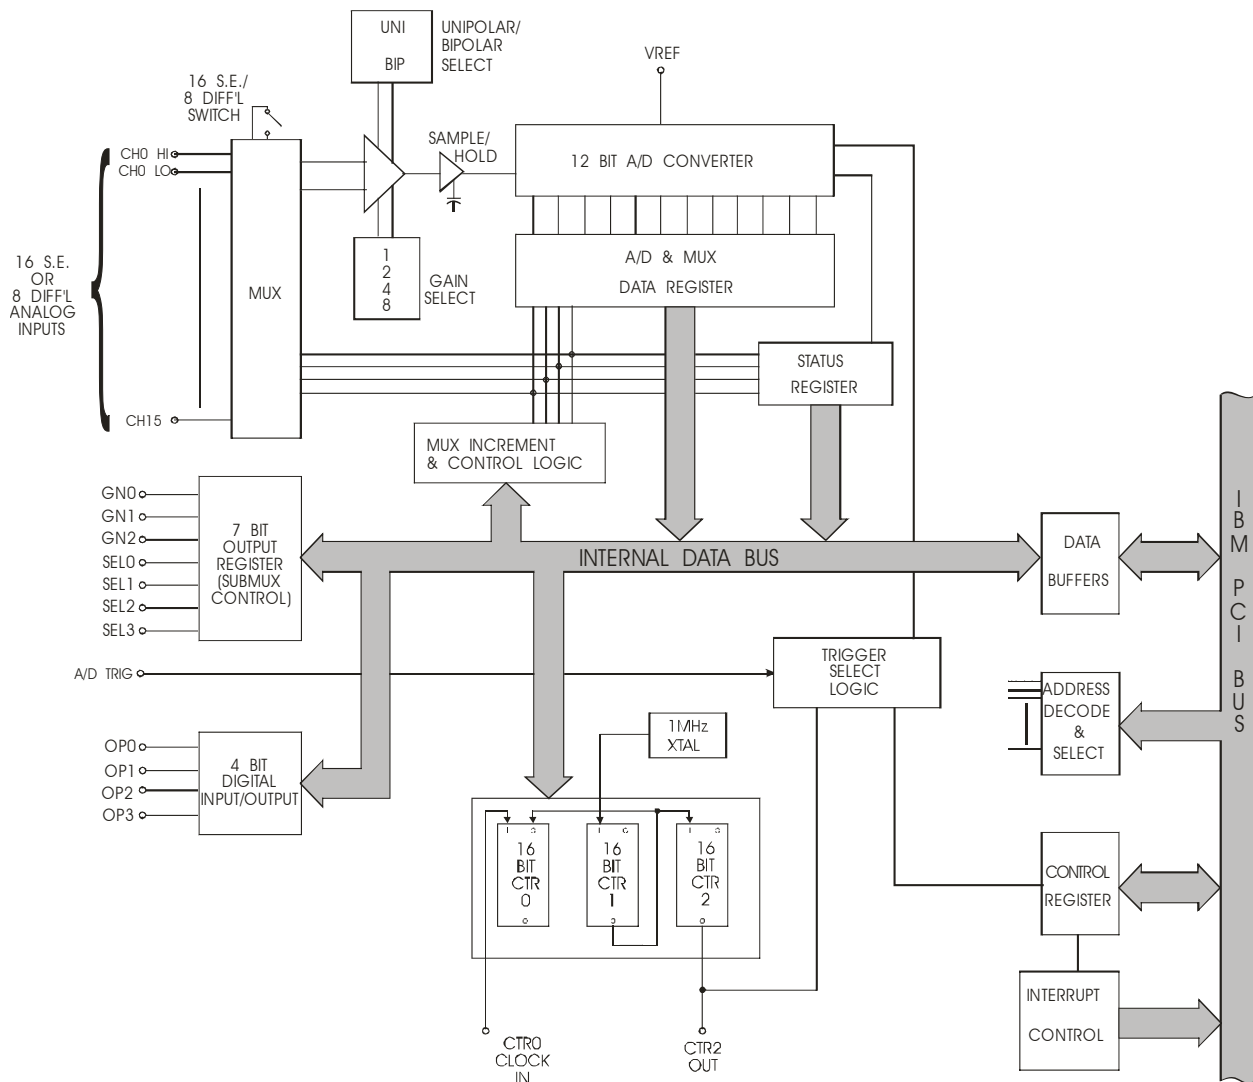 UNI
BIP
UNIPOLAR/
BIPOLAR
SELECT
VREF
16 S.E./
8 DIFF'L
SWITCH
SAMPLE/
HOLD
12 BIT A/D CONVERTER
CH0 HI
CH0 LO
16 S.E.
OR
8 DIFF'L
ANALOG
INPUTS
MUX
1
2
4
8
GAIN
SELECT
A/D & MUX
DATA REGISTER
STATUS
REGISTER
CH15
MUX INCREMENT
& CONTROL LOGIC
GN0
GN1
GN2
SEL0
SEL1
SEL2
SEL3
7 BIT
OUTPUT
REGISTER
(SUBMUX
CONTROL)
INTERNAL DATA BUS
DATA
BUFFERS
IBM PCI BUS
A/D TRIG
TRIGGER
SELECT
LOGIC
ADDRESS
DECODE
&
SELECT
1MHz
XTAL
OP0
OP1
OP2
OP3
4 BIT
DIGITAL
INPUT/OUTPUT
I G
16
BIT
CTR
0
O
I G
16
BIT
CTR
1
O
I G
16
BIT
CTR
2
O
CONTROL
REGISTER
INTERRUPT
CONTROL
CTR0
CLOCK
IN
CTR2
OUT